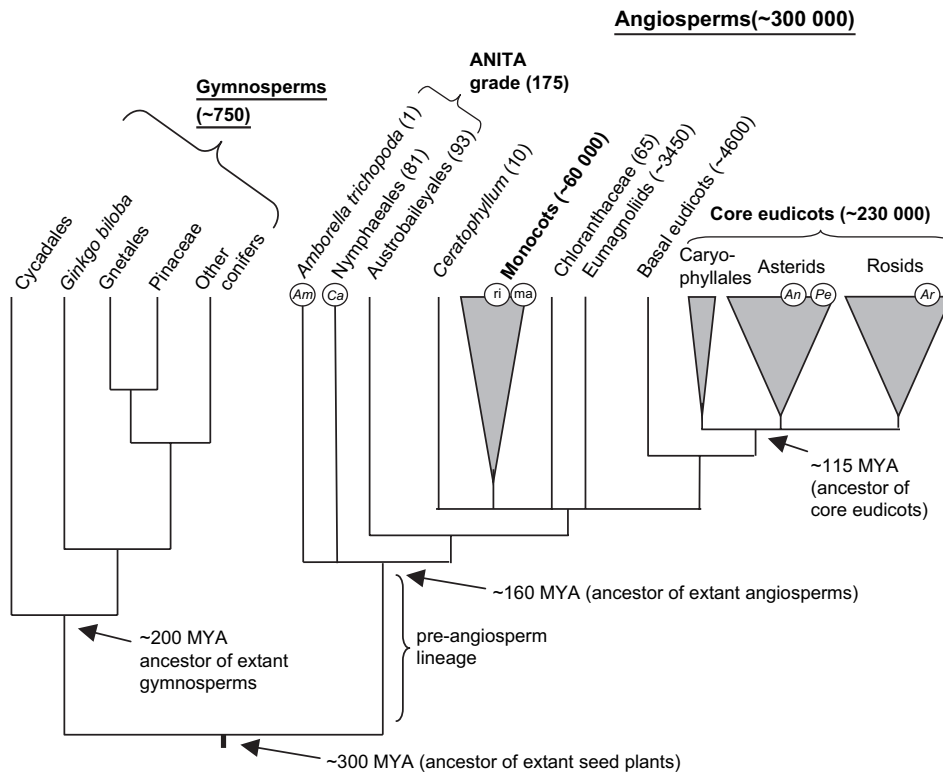 Angiosperms(~300 000)
ANITA
grade (175)
Gymnosperms
(~750)
Cycadales
Ginkgo biloba
Gnetales
Pinaceae
Other
conifers
Amborella trichopoda (1)
Nymphaeales (81)
Austrobaileyales (93)
Ceratophyllum (10)
Monocots (~60 000)
Chloranthaceae (65)
Eumagnoliids (~3450)
Basal eudicots (~4600)
Core eudicots (~230 000)
Caryo-
phyllales
Asterids
Rosids
Am
Ca
ri
ma
An
Pe
Ar
~115 MYA
(ancestor of
core eudicots)
~160 MYA (ancestor of extant angiosperms)
pre-angiosperm
lineage
~200 MYA
ancestor of extant
gymnosperms
~300 MYA (ancestor of extant seed plants)